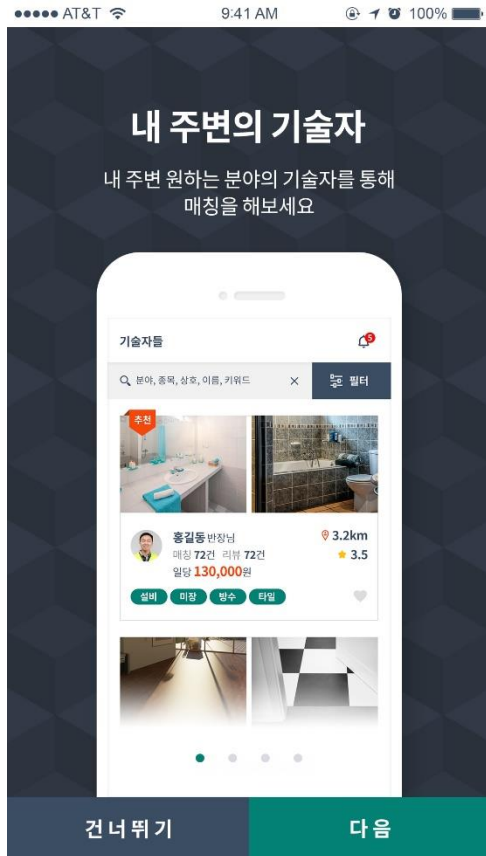 AT&T 9:41 AM 100%
내 주변의 기술자
내 주변 원하는 분야의 기술자를 통해
매칭을 해보세요
기술자들 5
분야, 종목, 상호, 이름, 키워드 필터
추천
홍길동 반장님 3.2km
매칭 72건 리뷰 72건 3.5
일당 130,000원
설비 미장 방수 타일
건너뛰기 다음